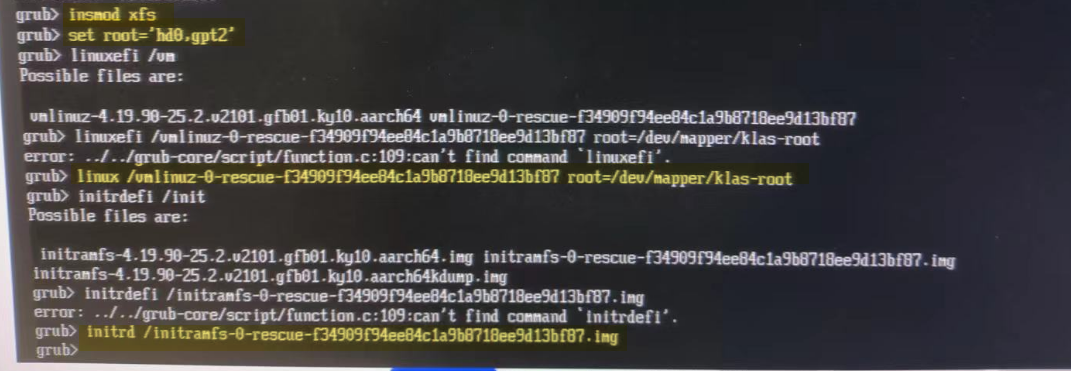 grub> insmod xfs
grub> set root='hd0,gpt2'
grub> linuxefi /vm
Possible files are:
vmlinuz-4.19.90-25.2.v2101.gfb01.ky10.aarch64 vmlinuz-0-rescue-f34909f94ee84c1a9b8718ee9d13bf87
grub> linuxefi /vmlinuz-0-rescue-f34909f94ee84c1a9b8718ee9d13bf87 root=/dev/mapper/klas-root
error: ../../grub-core/script/function.c:109:can't find command `linuxefi'.
grub> linux /vmlinuz-0-rescue-f34909f94ee84c1a9b8718ee9d13bf87 root=/dev/mapper/klas-root
grub> initrdefi /init
Possible files are:
initramfs-4.19.90-25.2.v2101.gfb01.ky10.aarch64.img initramfs-0-rescue-f34909f94ee84c1a9b8718ee9d13bf87.img
initramfs-4.19.90-25.2.v2101.gfb01.ky10.aarch64kdump.img
grub> initrdefi /initramfs-0-rescue-f34909f94ee84c1a9b8718ee9d13bf87.img
error: ../../grub-core/script/function.c:109:can't find command `initrdefi'.
grub> initrd /initramfs-0-rescue-f34909f94ee84c1a9b8718ee9d13bf87.img
grub>